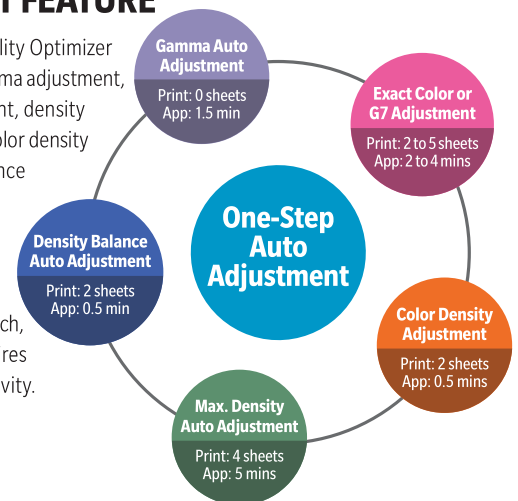 FEATURE
lity Optimizer
ma adjustment,
nt, density
olor density
nce
ch,
res
vity.
One-Step
Auto
Adjustment
Gamma Auto
Adjustment
Print: 0 sheets
App: 1.5 min
Exact Color or
G7 Adjustment
Print: 2 to 5 sheets
App: 2 to 4 mins
Color Density
Adjustment
Print: 2 sheets
App: 0.5 mins
Max. Density
Auto Adjustment
Print: 4 sheets
App: 5 mins
Density Balance
Auto Adjustment
Print: 2 sheets
App: 0.5 min